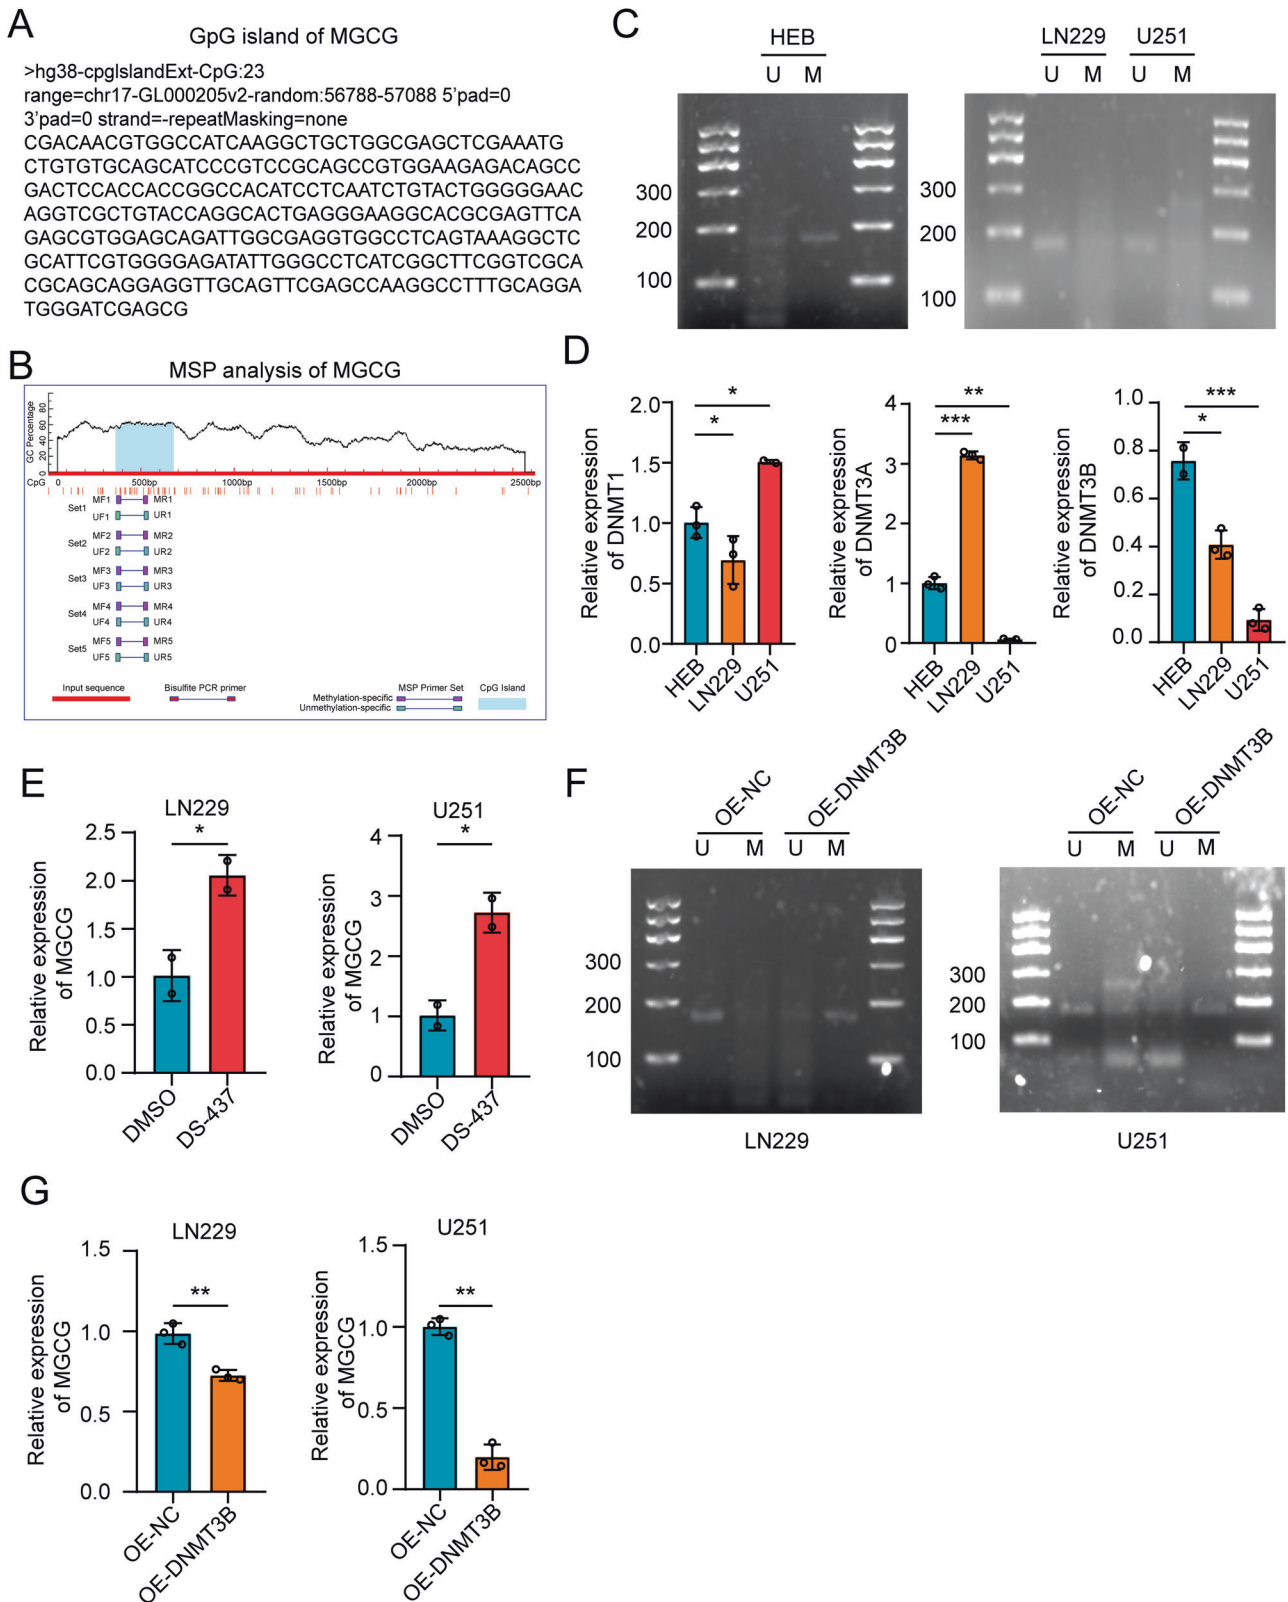 A
GpG island of MGCG
>hg38-cpgIslandExt-CpG:23
range=chr17-GL000205v2-random:56788-57088 5'pad=0
3'pad=0 strand=-repeatMasking=none
CGACAACGTGGCCATCAAGGCTGCTGGCGAGCTCGAAATG
CTGTGTGCAGCATCCCGTCCGCAGCCGTGGAAGAGACAGCC
GACTCCACCACCGGCCACATCCTCAATCTGTACTGGGGGAAC
AGGTCGCTGTACCAGGCACTGAGGGAAGGCACGCGAGTTCA
GAGCGTGGAGCAGATTGGCGAGGTGGCCTCAGTAAAGGCTC
GCATTCGTGGGGAGATATTGGGCCTCATCGGCTTCGGTCGCA
CGCAGCAGGAGGTTGCAGTTCGAGCCAAGGCCTTTGCAGGA
TGGGATCGAGCG
B
MSP analysis of MGCG
GC Percentage
0 20 40 60 80
CpG
0 500bp 1000bp 1500bp 2000bp 2500bp
Set1 MF1 MR1
UF1 UR1
Set2 MF2 MR2
UF2 UR2
Set3 MF3 MR3
UF3 UR3
Set4 MF4 MR4
UF4 UR4
Set5 MF5 MR5
UF5 UR5
Input sequence
Bisulfite PCR primer
MSP Primer Set
Methylation-specific
Unmethylation-specific
CpG Island
C
HEB
U M
300
200
100
LN229 U251
U M U M
300
200
100
D
Relative expression
of DNMT1
2.0
1.5
1.0
0.5
0.0
*
*
HEB
LN229
U251
Relative expression
of DNMT3A
4
3
2
1
0
**
***
HEB
LN229
U251
Relative expression
of DNMT3B
1.0
0.8
0.6
0.4
0.2
0.0
***
*
HEB
LN229
U251
E
LN229
Relative expression
of MGCG
2.5
2.0
1.5
1.0
0.5
0.0
*
DMSO
DS-437
U251
Relative expression
of MGCG
4
3
2
1
0
*
DMSO
DS-437
F
OE-NC
OE-DNMT3B
U M U M
300
200
100
LN229
OE-NC
OE-DNMT3B
U M U M
300
200
100
U251
G
LN229
Relative expression
of MGCG
1.5
1.0
0.5
0.0
**
OE-NC
OE-DNMT3B
U251
Relative expression
of MGCG
1.5
1.0
0.5
0.0
**
OE-NC
OE-DNMT3B